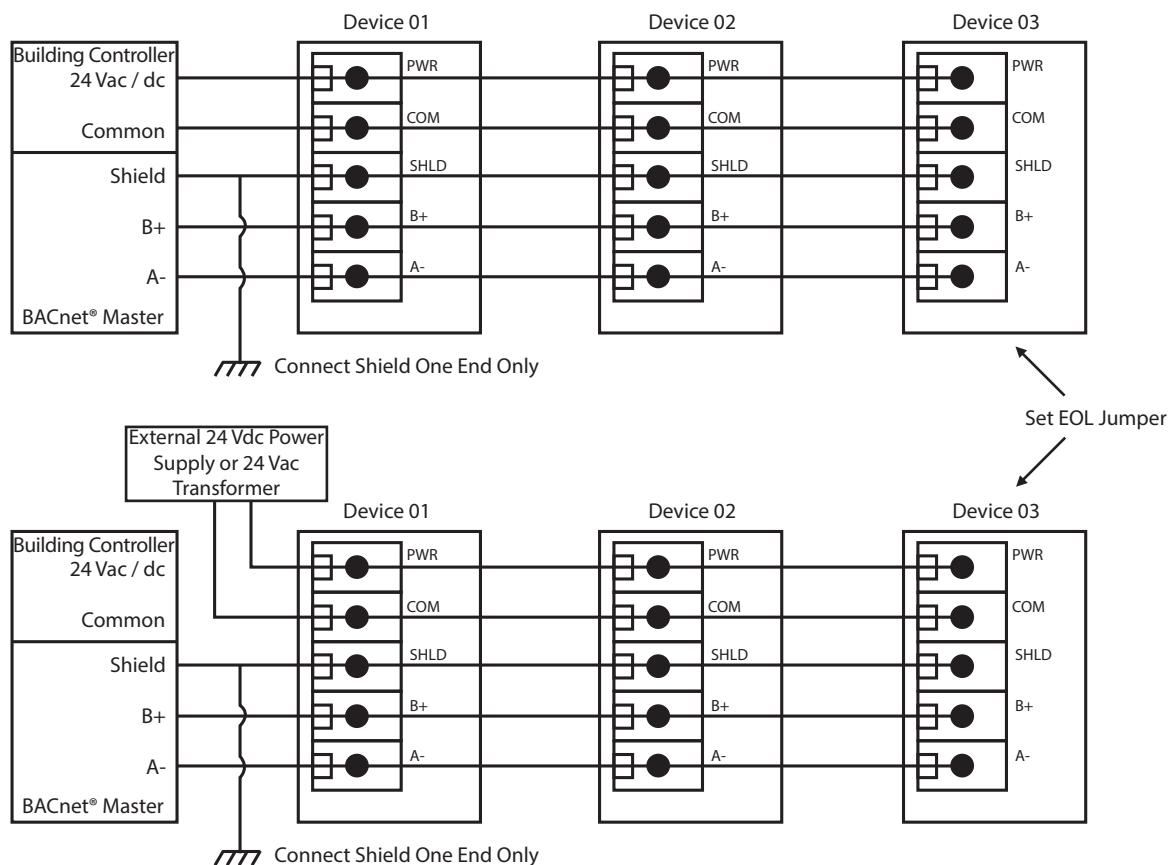 Device 01
Device 02
Device 03
Building Controller
24 Vac / dc
Common
Shield
B+
A-
BACnet® Master
PWR
COM
SHLD
B+
A-
PWR
COM
SHLD
B+
A-
PWR
COM
SHLD
B+
A-
Connect Shield One End Only
Set EOL Jumper
External 24 Vdc Power
Supply or 24 Vac
Transformer
Device 01
Device 02
Device 03
Building Controller
24 Vac / dc
Common
Shield
B+
A-
BACnet® Master
PWR
COM
SHLD
B+
A-
PWR
COM
SHLD
B+
A-
PWR
COM
SHLD
B+
A-
Connect Shield One End Only